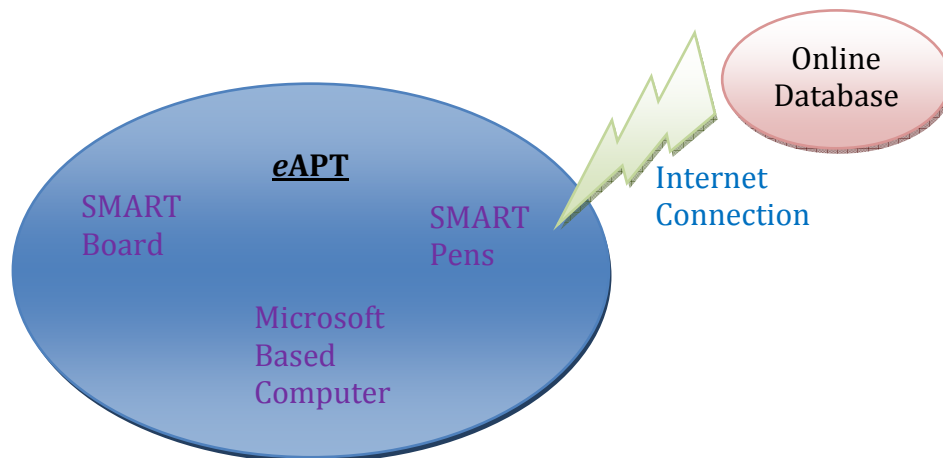 Online
Database
eAPT
Internet
Connection
SMART
Board
SMART
Pens
Microsoft
Based
Computer